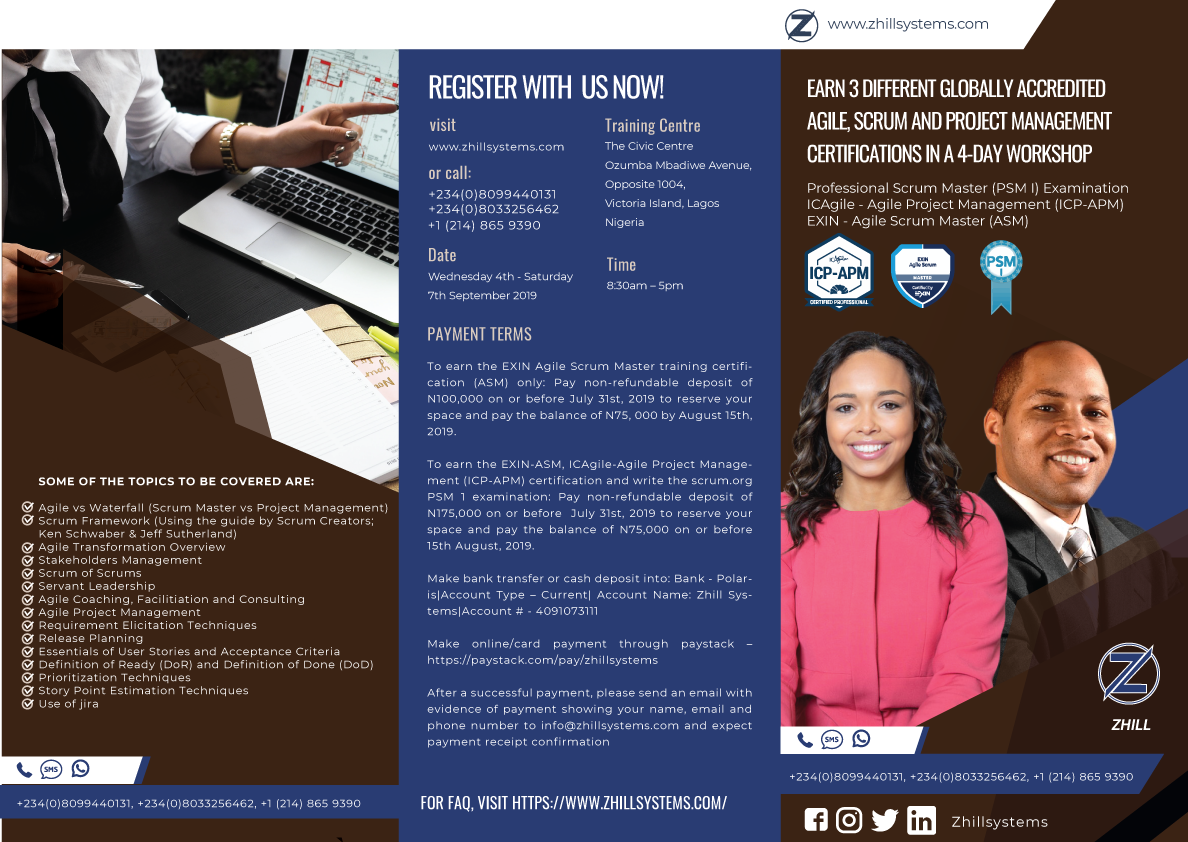 SOME OF THE TOPICS TO BE COVERED ARE:
Agile vs Waterfall (Scrum Master vs Project Management)
Scrum Framework (Using the guide by Scrum Creators;
Ken Schwaber & Jeff Sutherland)
Agile Transformation Overview
Stakeholders Management
Scrum of Scrums
Servant Leadership
Agile Coaching, Facilitiation and Consulting
Agile Project Management
Requirement Elicitation Techniques
Release Planning
Essentials of User Stories and Acceptance Criteria
Definition of Ready (DoR) and Definition of Done (DoD)
Prioritization Techniques
Story Point Estimation Techniques
Use of jira
SMS
+234(0)8099440131, +234(0)8033256462, +1 (214) 865 9390
REGISTER WITH US NOW!
visit
www.zhillsystems.com
or call:
+234(0)8099440131
+234(0)8033256462
+1 (214) 865 9390
Date
Wednesday 4th - Saturday
7th September 2019
Training Centre
The Civic Centre
Ozumba Mbadiwe Avenue,
Opposite 1004,
Victoria Island, Lagos
Nigeria
Time
8:30am – 5pm
PAYMENT TERMS
To earn the EXIN Agile Scrum Master training certifi-
cation (ASM) only: Pay non-refundable deposit of
N100,000 on or before July 31st, 2019 to reserve your
space and pay the balance of N75, 000 by August 15th,
2019.
To earn the EXIN-ASM, ICAgile-Agile Project Manage-
ment (ICP-APM) certification and write the scrum.org
PSM 1 examination: Pay non-refundable deposit of
N175,000 on or before July 31st, 2019 to reserve your
space and pay the balance of N75,000 on or before
15th August, 2019.
Make bank transfer or cash deposit into: Bank - Polar-
is|Account Type – Current| Account Name: Zhill Sys-
tems|Account # - 4091073111
Make online/card payment through paystack –
https://paystack.com/pay/zhillsystems
After a successful payment, please send an email with
evidence of payment showing your name, email and
phone number to info@zhillsystems.com and expect
payment receipt confirmation
FOR FAQ, VISIT HTTPS://WWW.ZHILLSYSTEMS.COM/
Z
www.zhillsystems.com
EARN 3 DIFFERENT GLOBALLY ACCREDITED
AGILE, SCRUM AND PROJECT MANAGEMENT
CERTIFICATIONS IN A 4-DAY WORKSHOP
Professional Scrum Master (PSM I) Examination
ICAgile - Agile Project Management (ICP-APM)
EXIN - Agile Scrum Master (ASM)
ICAgile
ICP-APM
CERTIFIED PROFESSIONAL
EXIN
Agile Scrum
MASTER
Certified by
EXIN
PSM
I
Z
ZHILL
SMS
+234(0)8099440131, +234(0)8033256462, +1 (214) 865 9390
Zhillsystems